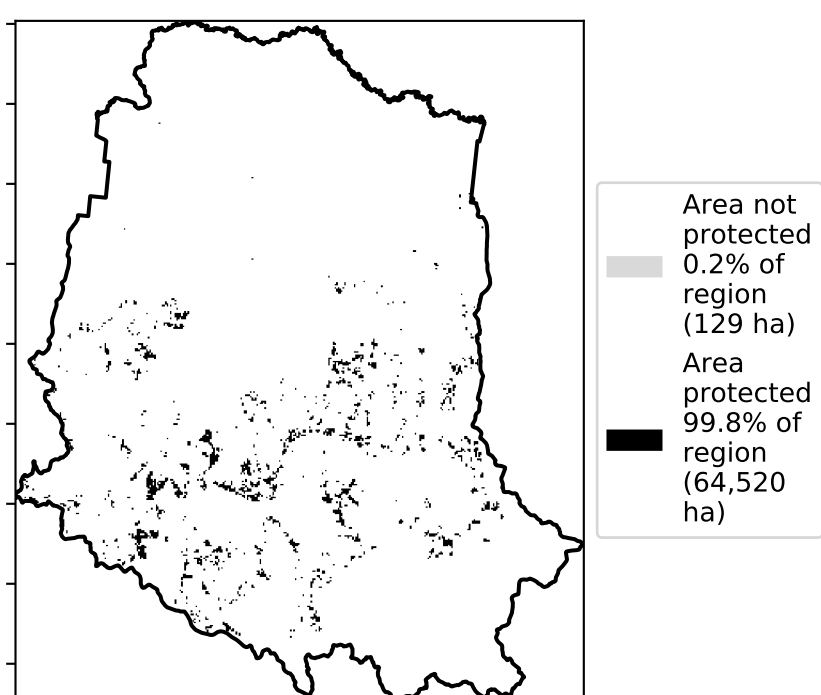 Area not
protected
0.2% of
region
(129 ha)
Area
protected
99.8% of
region
(64,520
ha)